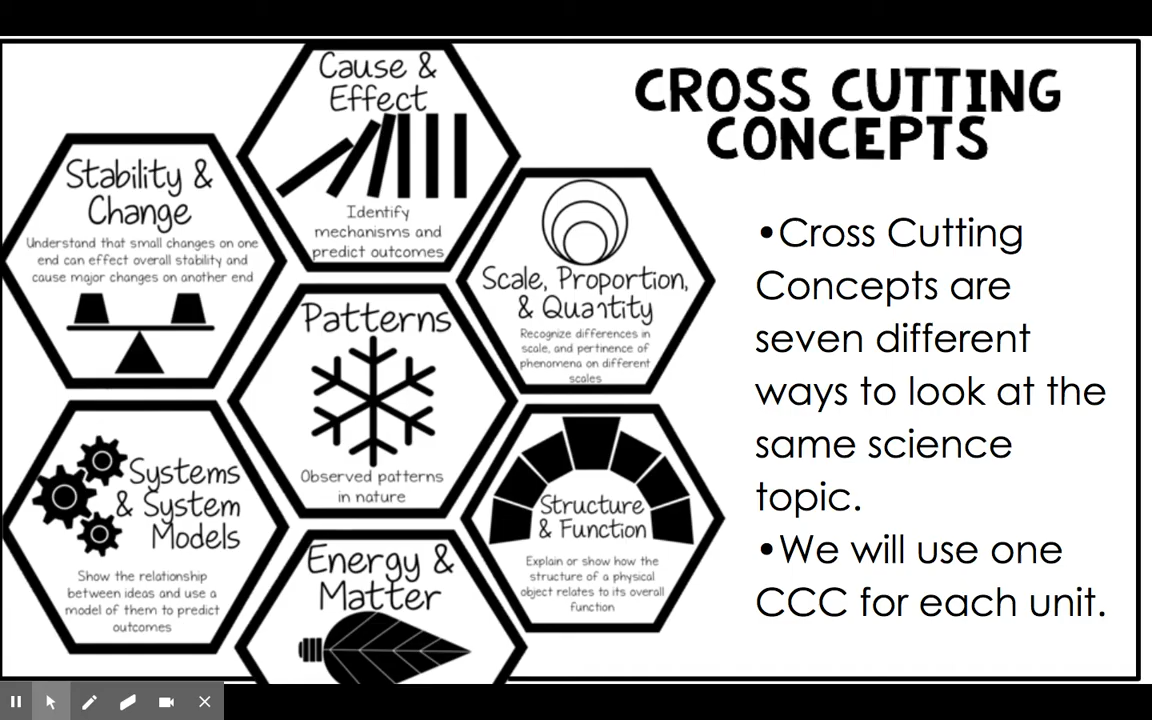 CROSS CUTTING
CONCEPTS
Cause &
Effect
Identify
mechanisms and
predict outcomes
Stability &
Change
Understand that small changes on one
end can effect overall stability and
cause major changes on another end
Scale, Proportion,
& Quantity
Recognize differences in
scale, and pertinence of
phenomena on different
scales
Patterns
Observed patterns
in nature
Systems
& System
Models
Show the relationship
between ideas and use a
model of them to predict
outcomes
Structure
& Function
Explain or show how the
structure of a physical
object relates to its overall
function
Energy &
Matter
•Cross Cutting
Concepts are
seven different
ways to look at the
same science
topic.
•We will use one
CCC for each unit.